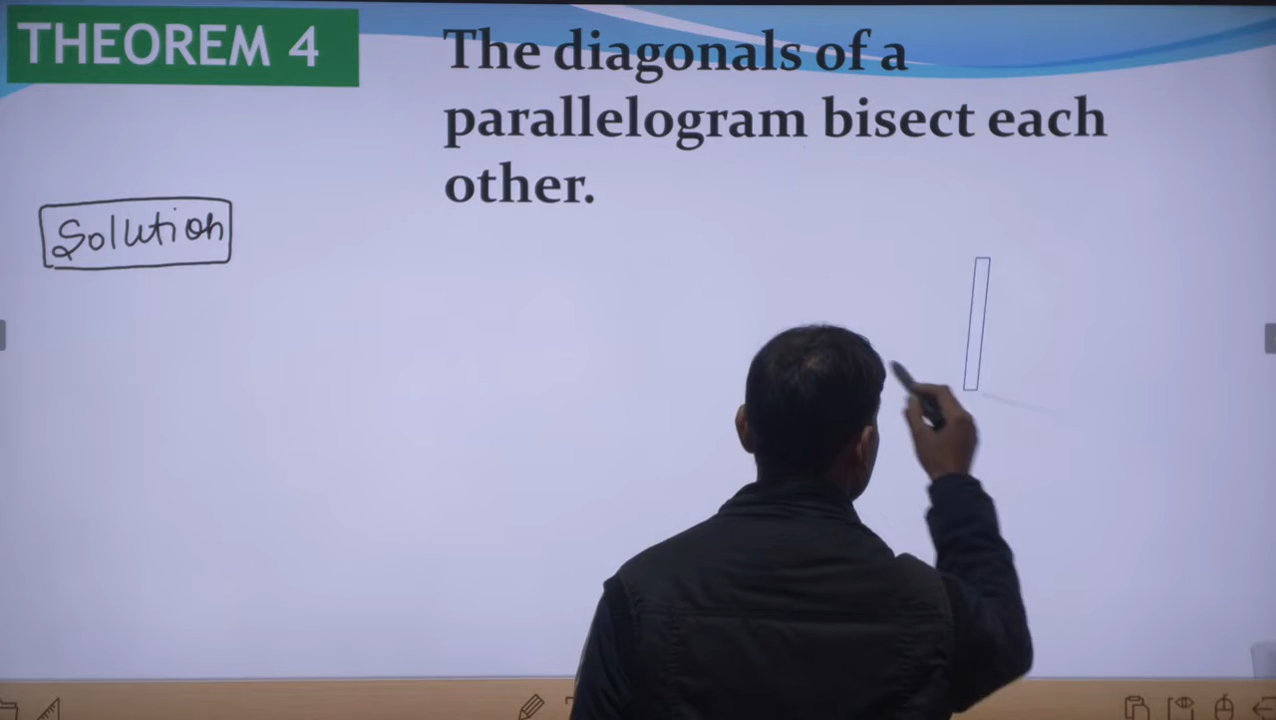 THEOREM 4
The diagonals of a
parallelogram bisect each
other.
Solution